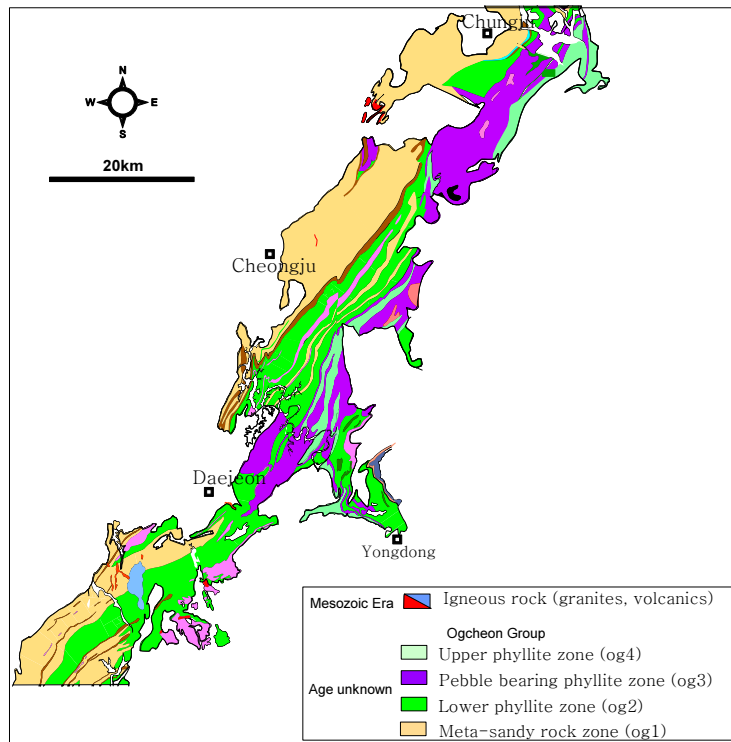 Chungju
N
W E
S
20km
Cheongju
Daejeon
Yongdong
Mesozoic Era Igneous rock (granites, volcanics)
Ogcheon Group
Upper phyllite zone (og4)
Age unknown Pebble bearing phyllite zone (og3)
Lower phyllite zone (og2)
Meta-sandy rock zone (og1)